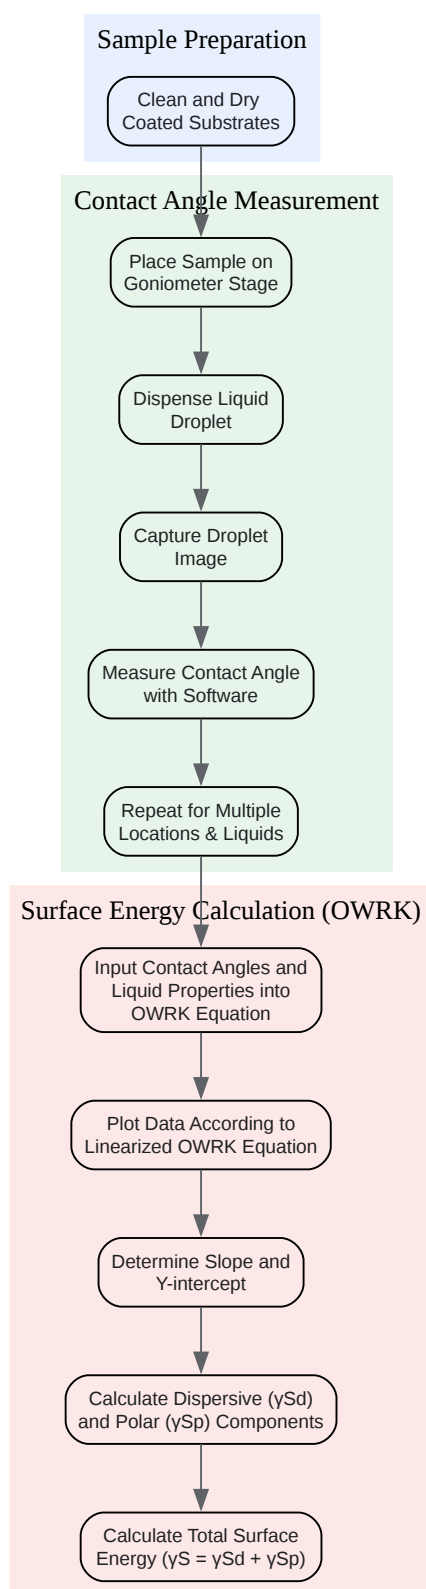 Sample Preparation
Clean and Dry
Coated Substrates
Contact Angle Measurement
Place Sample on
Goniometer Stage
Dispense Liquid
Droplet
Capture Droplet
Image
Measure Contact Angle
with Software
Repeat for Multiple
Locations & Liquids
Surface Energy Calculation (OWRK)
Input Contact Angles and
Liquid Properties into
OWRK Equation
Plot Data According to
Linearized OWRK Equation
Determine Slope and
Y-intercept
Calculate Dispersive (γSd)
and Polar (γSp) Components
Calculate Total Surface
Energy (γS = γSd + γSp)